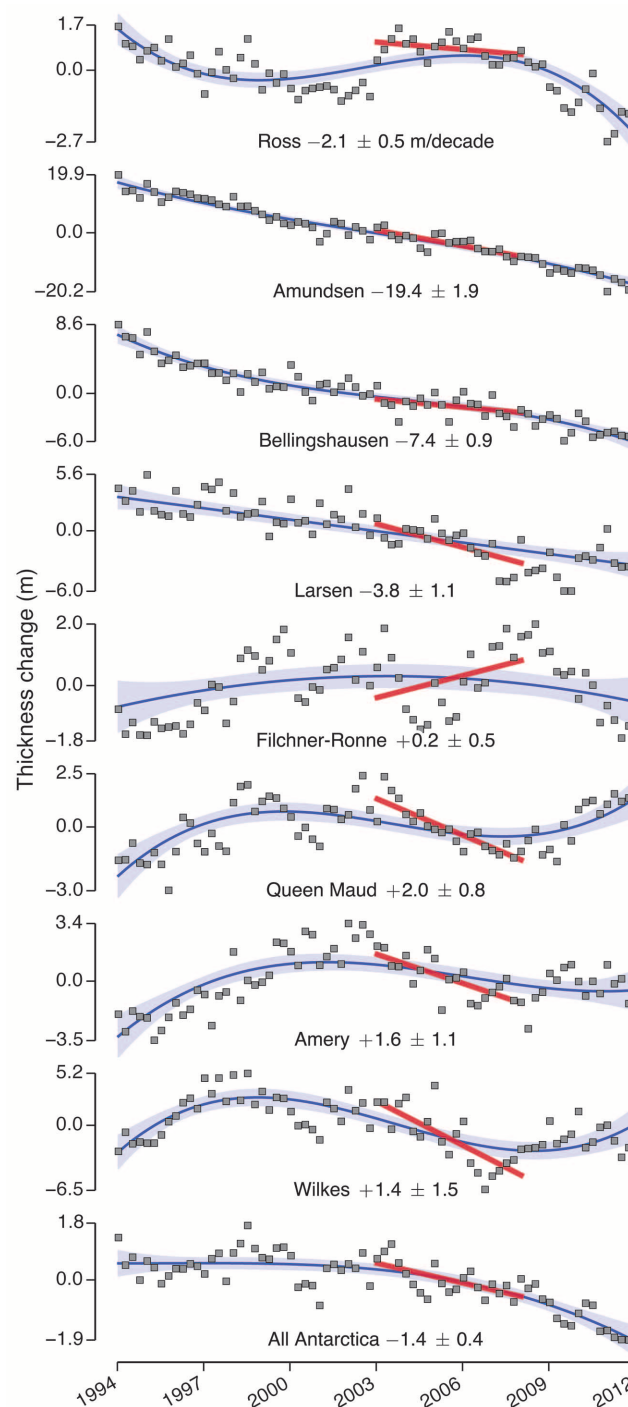 1.7
0.0
−2.7
Ross −2.1 ± 0.5 m/decade
19.9
0.0
−20.2
Amundsen −19.4 ± 1.9
8.6
0.0
−6.0
Bellingshausen −7.4 ± 0.9
5.6
0.0
−6.0
Larsen −3.8 ± 1.1
Thickness change (m)
2.0
0.0
−1.8
Filchner-Ronne +0.2 ± 0.5
2.5
0.0
−3.0
Queen Maud +2.0 ± 0.8
3.4
0.0
−3.5
Amery +1.6 ± 1.1
5.2
0.0
−6.5
Wilkes +1.4 ± 1.5
1.8
0.0
−1.9
All Antarctica −1.4 ± 0.4
1994 1997 2000 2003 2006 2009 2012